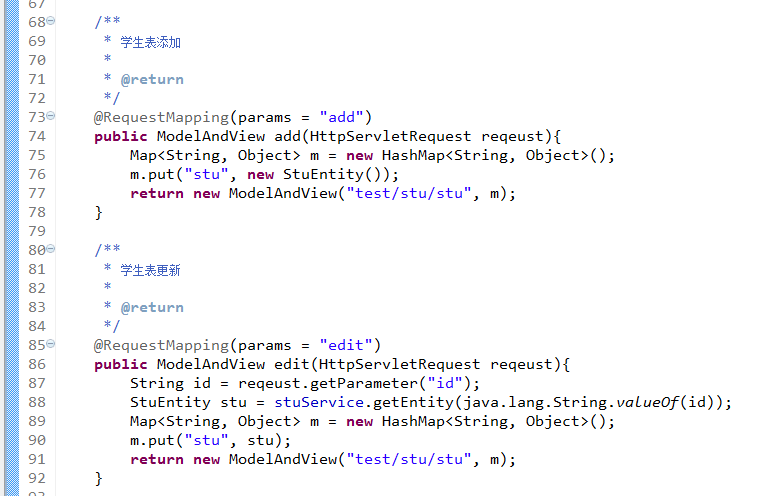 67
68 /**
69 * 学生表添加
70 *
71 * @return
72 */
73 @RequestMapping(params = "add")
74 public ModelAndView add(HttpServletRequest reqeust){
75 Map<String, Object> m = new HashMap<String, Object>();
76 m.put("stu", new StuEntity());
77 return new ModelAndView("test/stu/stu", m);
78 }
79
80 /**
81 * 学生表更新
82 *
83 * @return
84 */
85 @RequestMapping(params = "edit")
86 public ModelAndView edit(HttpServletRequest reqeust){
87 String id = reqeust.getParameter("id");
88 StuEntity stu = stuService.getEntity(java.lang.String.valueOf(id));
89 Map<String, Object> m = new HashMap<String, Object>();
90 m.put("stu", stu);
91 return new ModelAndView("test/stu/stu", m);
92 }